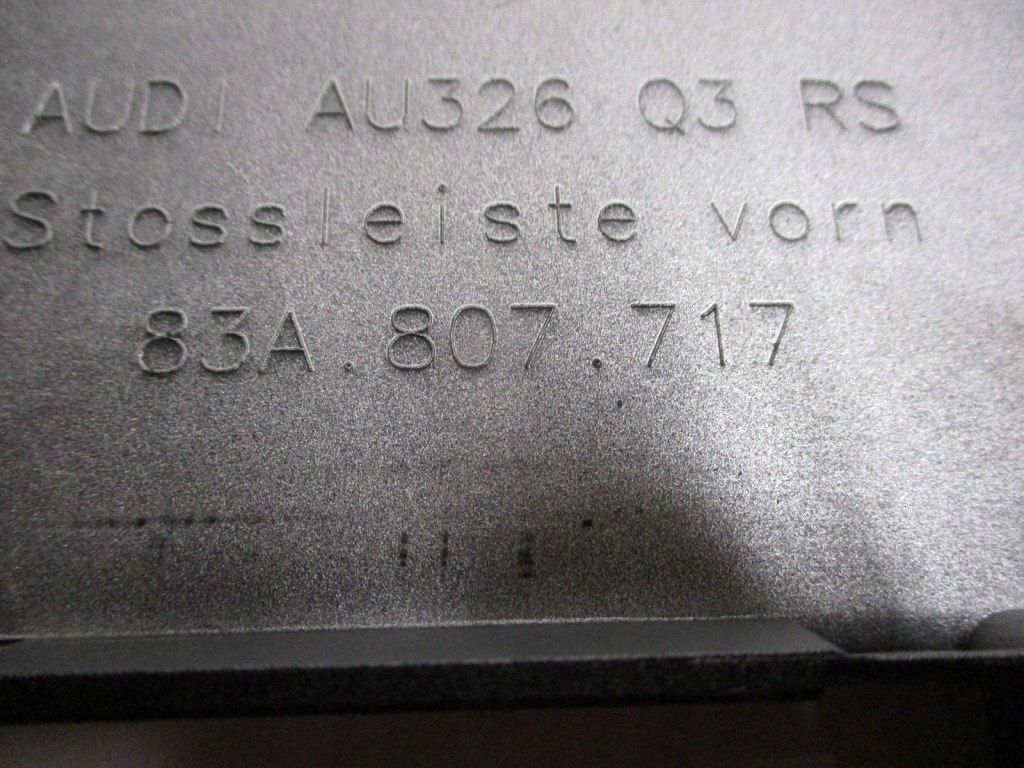 AUDI AU326 Q3 RS
Stossleiste vorn
83A.807.717